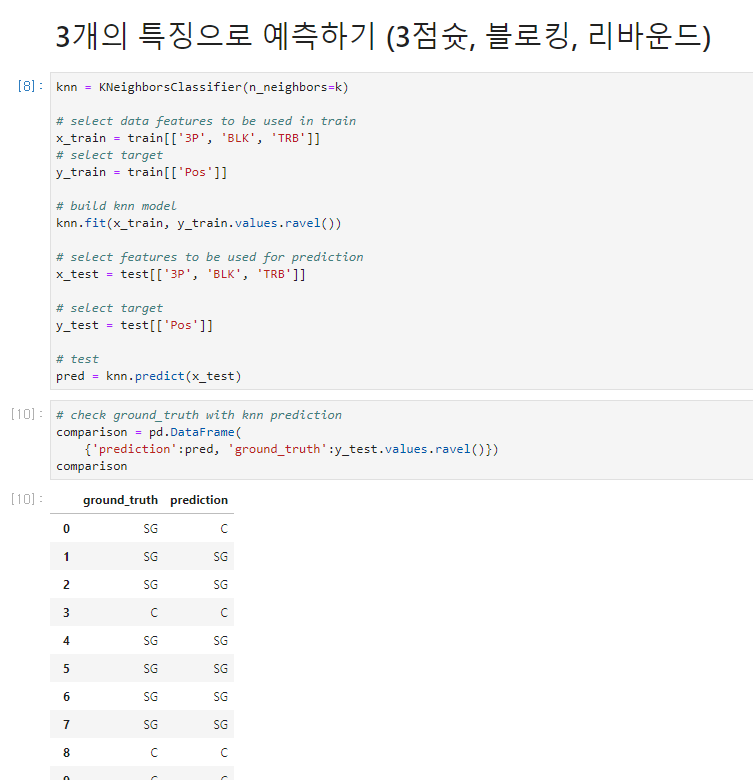 3개의 특징으로 예측하기 (3점슛, 블로킹, 리바운드)
[8]: knn = KNeighborsClassifier(n_neighbors=k)
# select data features to be used in train
x_train = train[['3P', 'BLK', 'TRB']]
# select target
y_train = train[['Pos']]
# build knn model
knn.fit(x_train, y_train.values.ravel())
# select features to be used for prediction
x_test = test[['3P', 'BLK', 'TRB']]
# select target
y_test = test[['Pos']]
# test
pred = knn.predict(x_test)
[10]: # check ground_truth with knn prediction
comparison = pd.DataFrame(
{'prediction':pred, 'ground_truth':y_test.values.ravel()})
comparison
[10]: ground_truth prediction
0 SG C
1 SG SG
2 SG SG
3 C C
4 SG SG
5 SG SG
6 SG SG
7 SG SG
8 C C